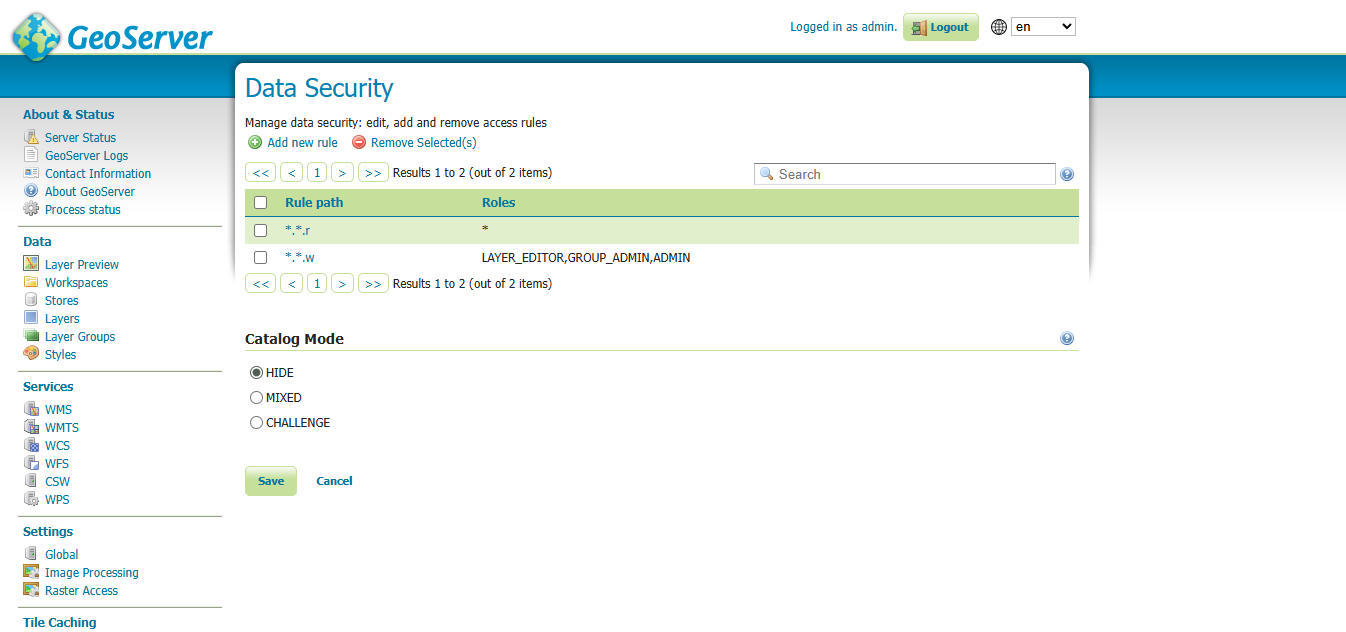 GeoServer
Logged in as admin. Logout en
Data Security
Manage data security: edit, add and remove access rules
Add new rule Remove Selected(s)
<< < 1 > >> Results 1 to 2 (out of 2 items) Search
Rule path Roles
*.*.r *
*.*.w LAYER_EDITOR,GROUP_ADMIN,ADMIN
<< < 1 > >> Results 1 to 2 (out of 2 items)
Catalog Mode
HIDE
MIXED
CHALLENGE
Save Cancel
About & Status
Server Status
GeoServer Logs
Contact Information
About GeoServer
Process status
Data
Layer Preview
Workspaces
Stores
Layers
Layer Groups
Styles
Services
WMS
WMTS
WCS
WFS
CSW
WPS
Settings
Global
Image Processing
Raster Access
Tile Caching